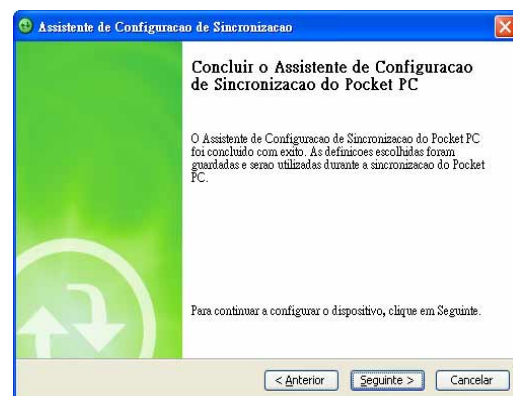 Assistente de Configuracao de Sincronizacao
Concluir o Assistente de Configuracao
de Sincronizacao do Pocket PC
O Assistente de Configuracao de Sincronizacao do Pocket PC
foi concluido com exito. As definicoes escolhidas foram
guardadas e serao utilizadas durante a sincronizacao do Pocket
PC.
Para continuar a configurar o dispositivo, clique em Seguinte.
< Anterior
Seguinte >
Cancelar